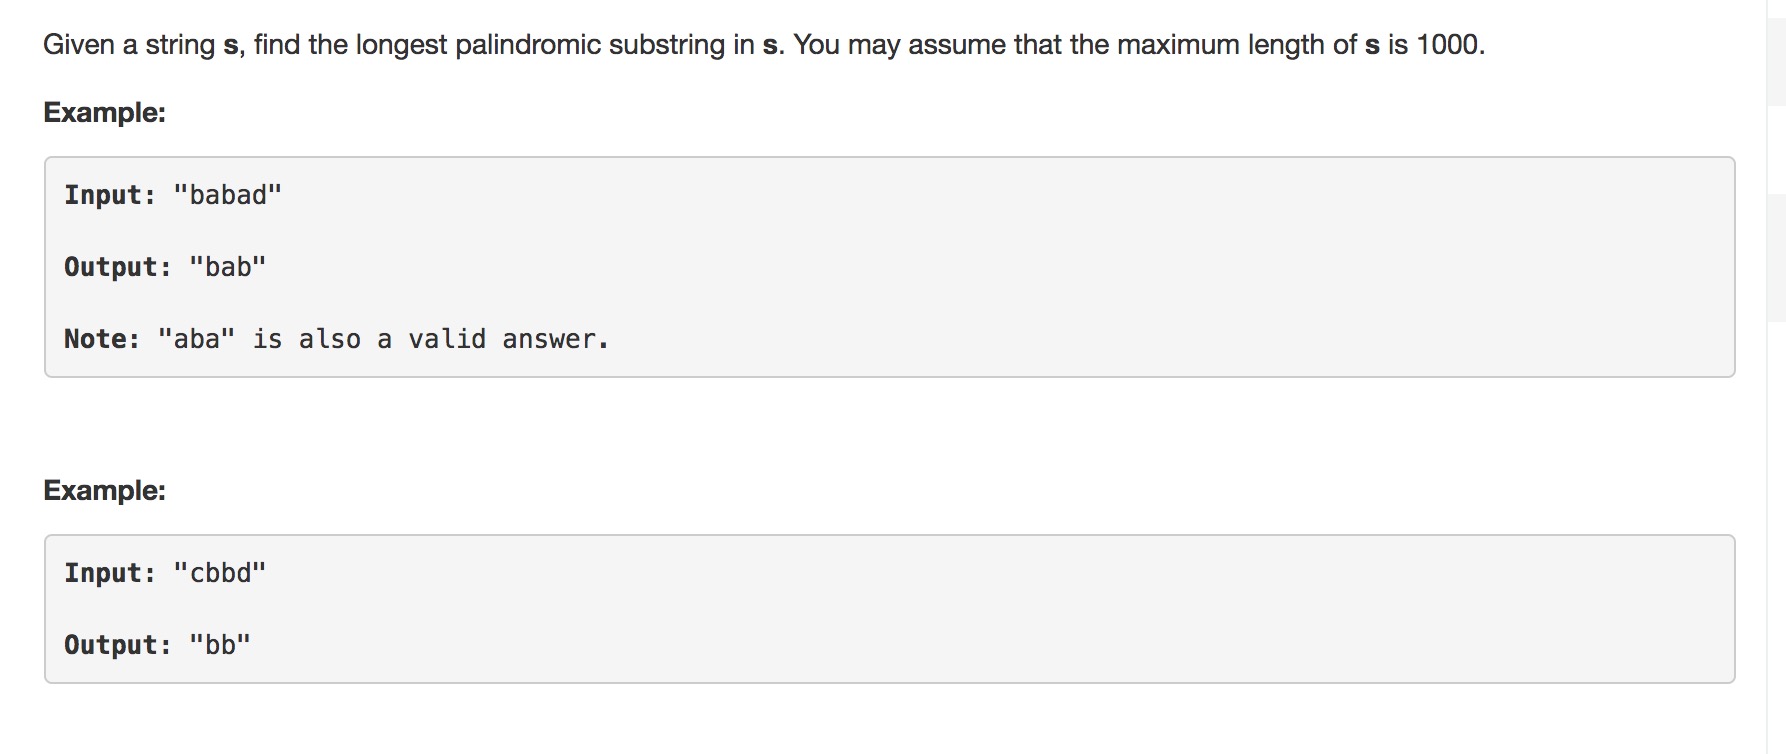 Given a string s, find the longest palindromic substring in s. You may assume that the maximum length of s is 1000.
Example:
Input: "babad"
Output: "bab"
Note: "aba" is also a valid answer.
Example:
Input: "cbbd"
Output: "bb"